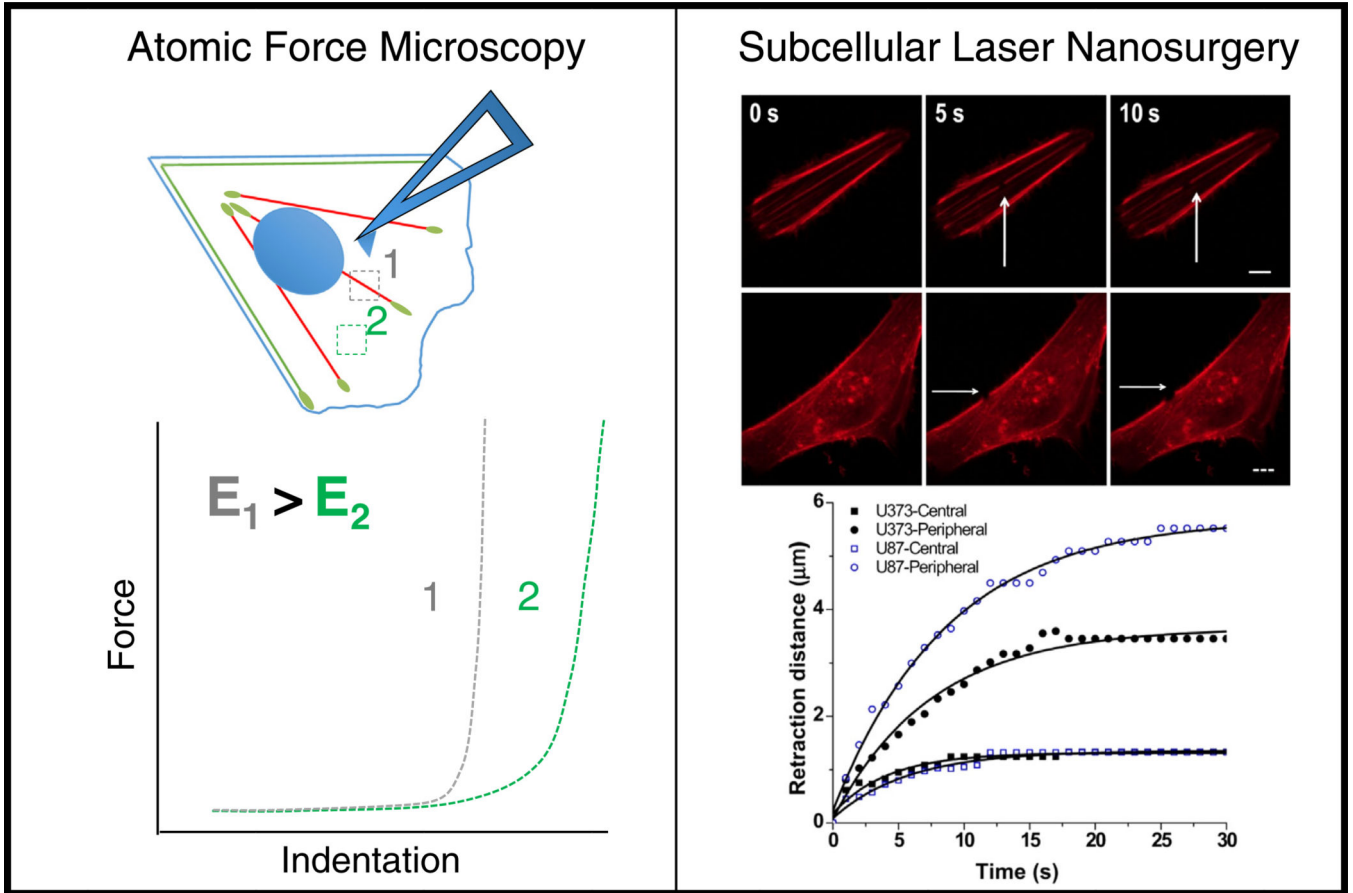 Atomic Force Microscopy
1
2
E₁ > E₂
1
2
Force
Indentation
Subcellular Laser Nanosurgery
0 s
5 s
10 s
6
4
2
0
U373-Central
U373-Peripheral
U87-Central
U87-Peripheral
Retraction distance (µm)
0 5 10 15 20 25 30
Time (s)